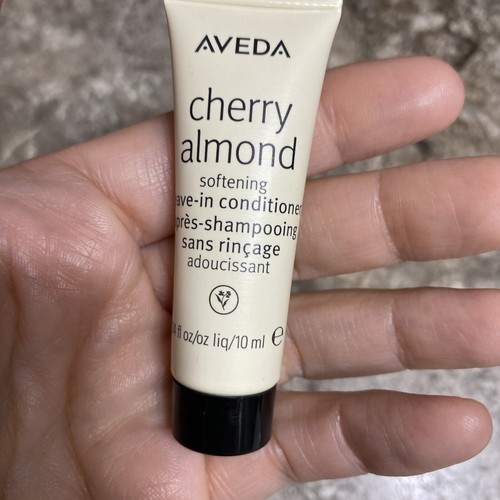 AVEDA
cherry
almond
softening
ave-in conditioner
près-shampooing
sans rinçage
adoucissant
4 fl oz/oz liq/10 ml e